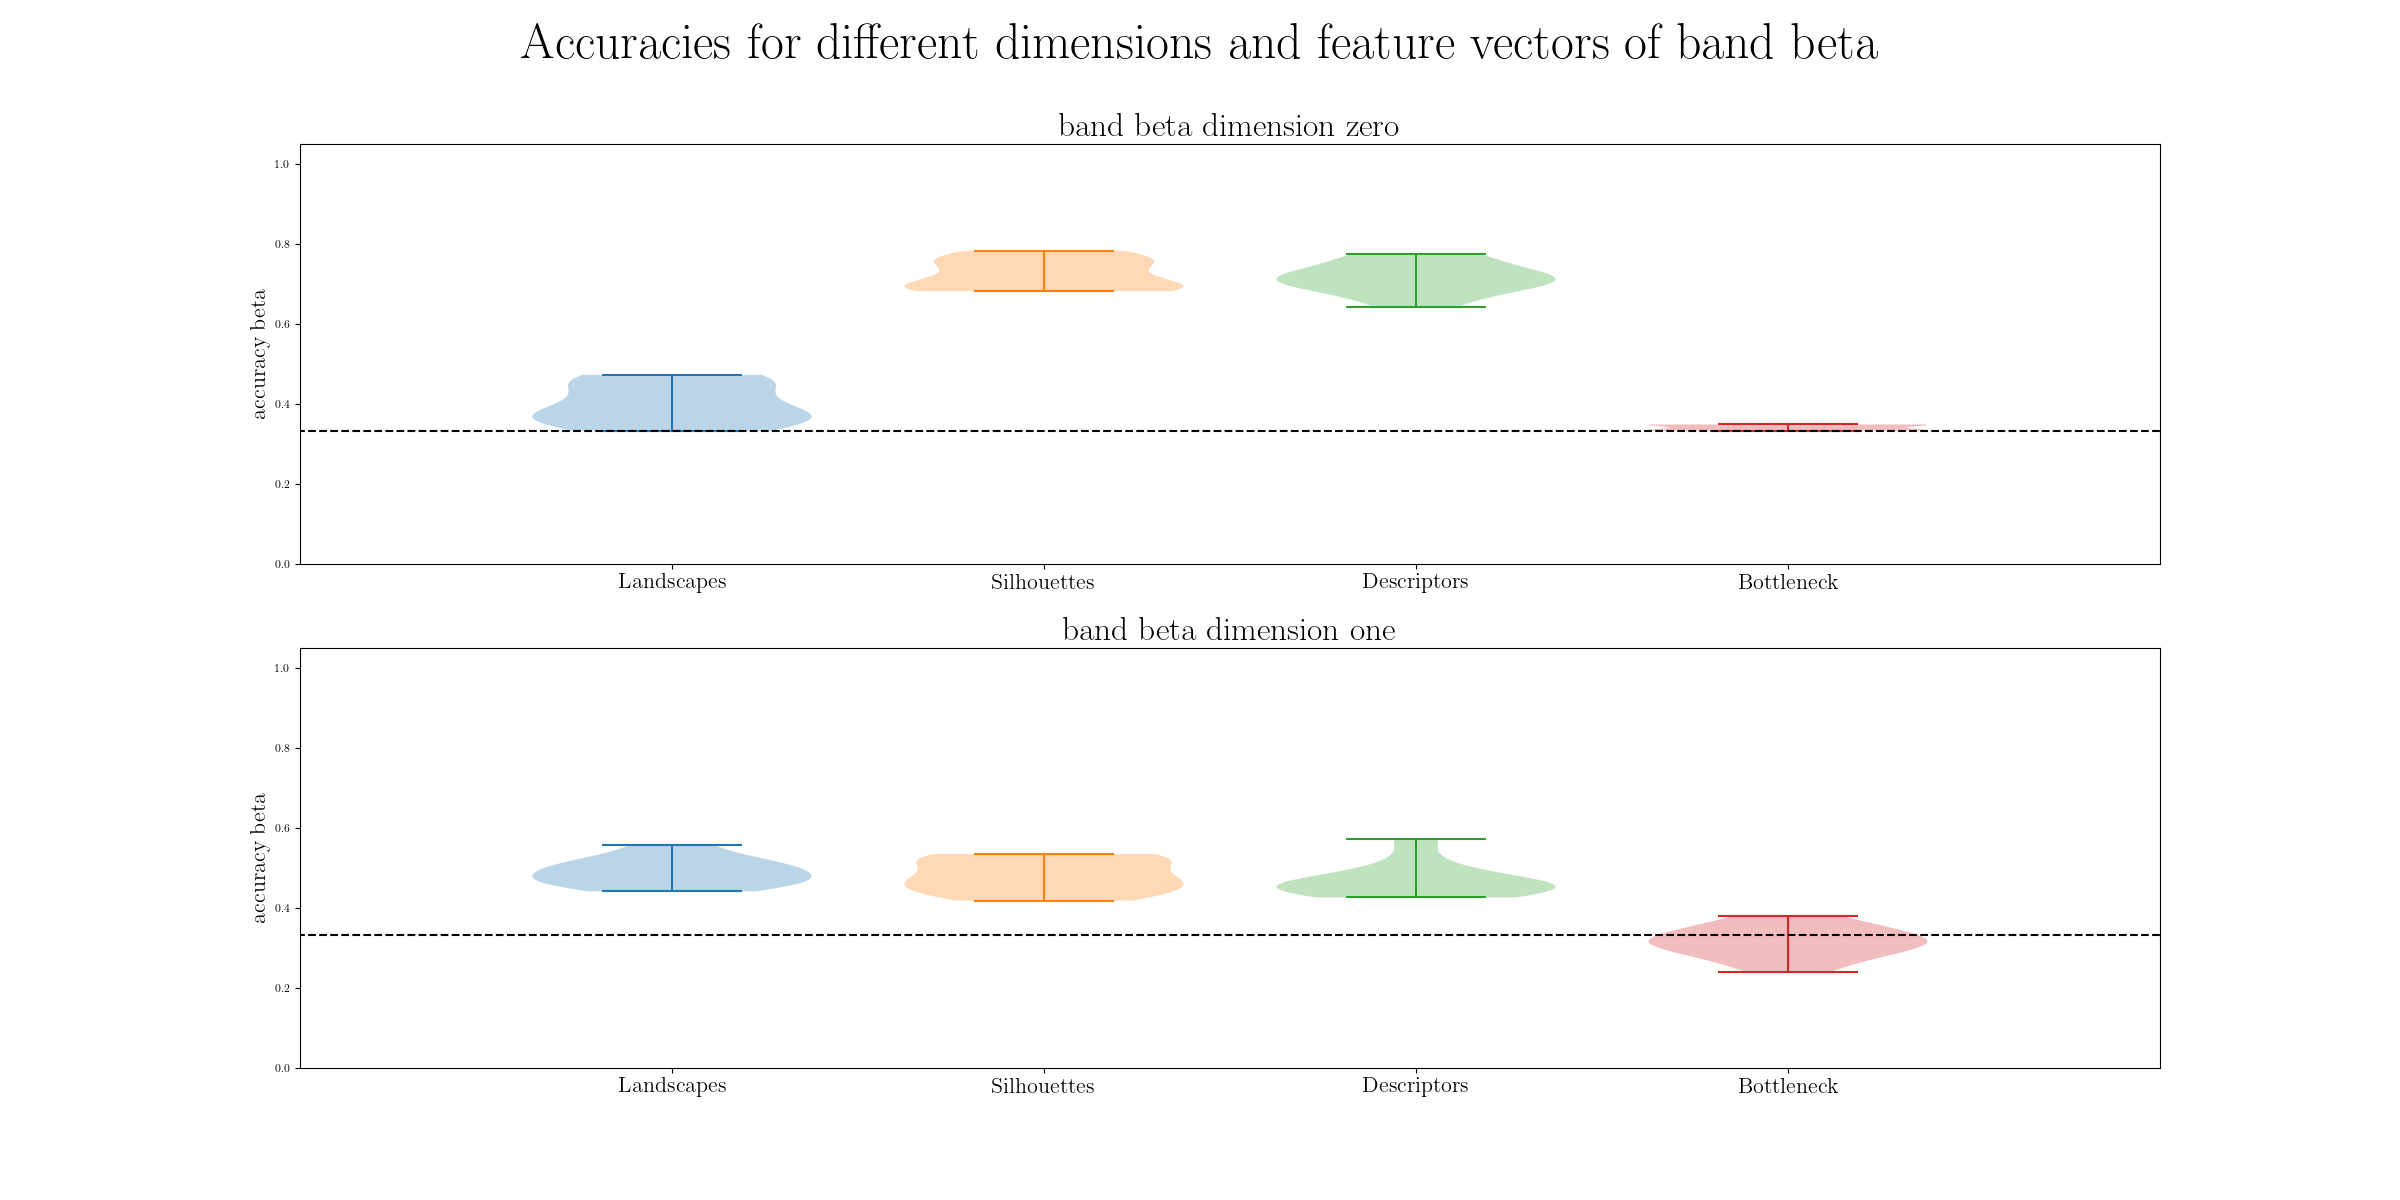 Accuracies for different dimensions and feature vectors of band beta
band beta dimension zero
1.0
0.8
0.6
0.4
0.2
0.0
accuracy beta
Landscapes Silhouettes Descriptors Bottleneck
band beta dimension one
1.0
0.8
0.6
0.4
0.2
0.0
accuracy beta
Landscapes Silhouettes Descriptors Bottleneck